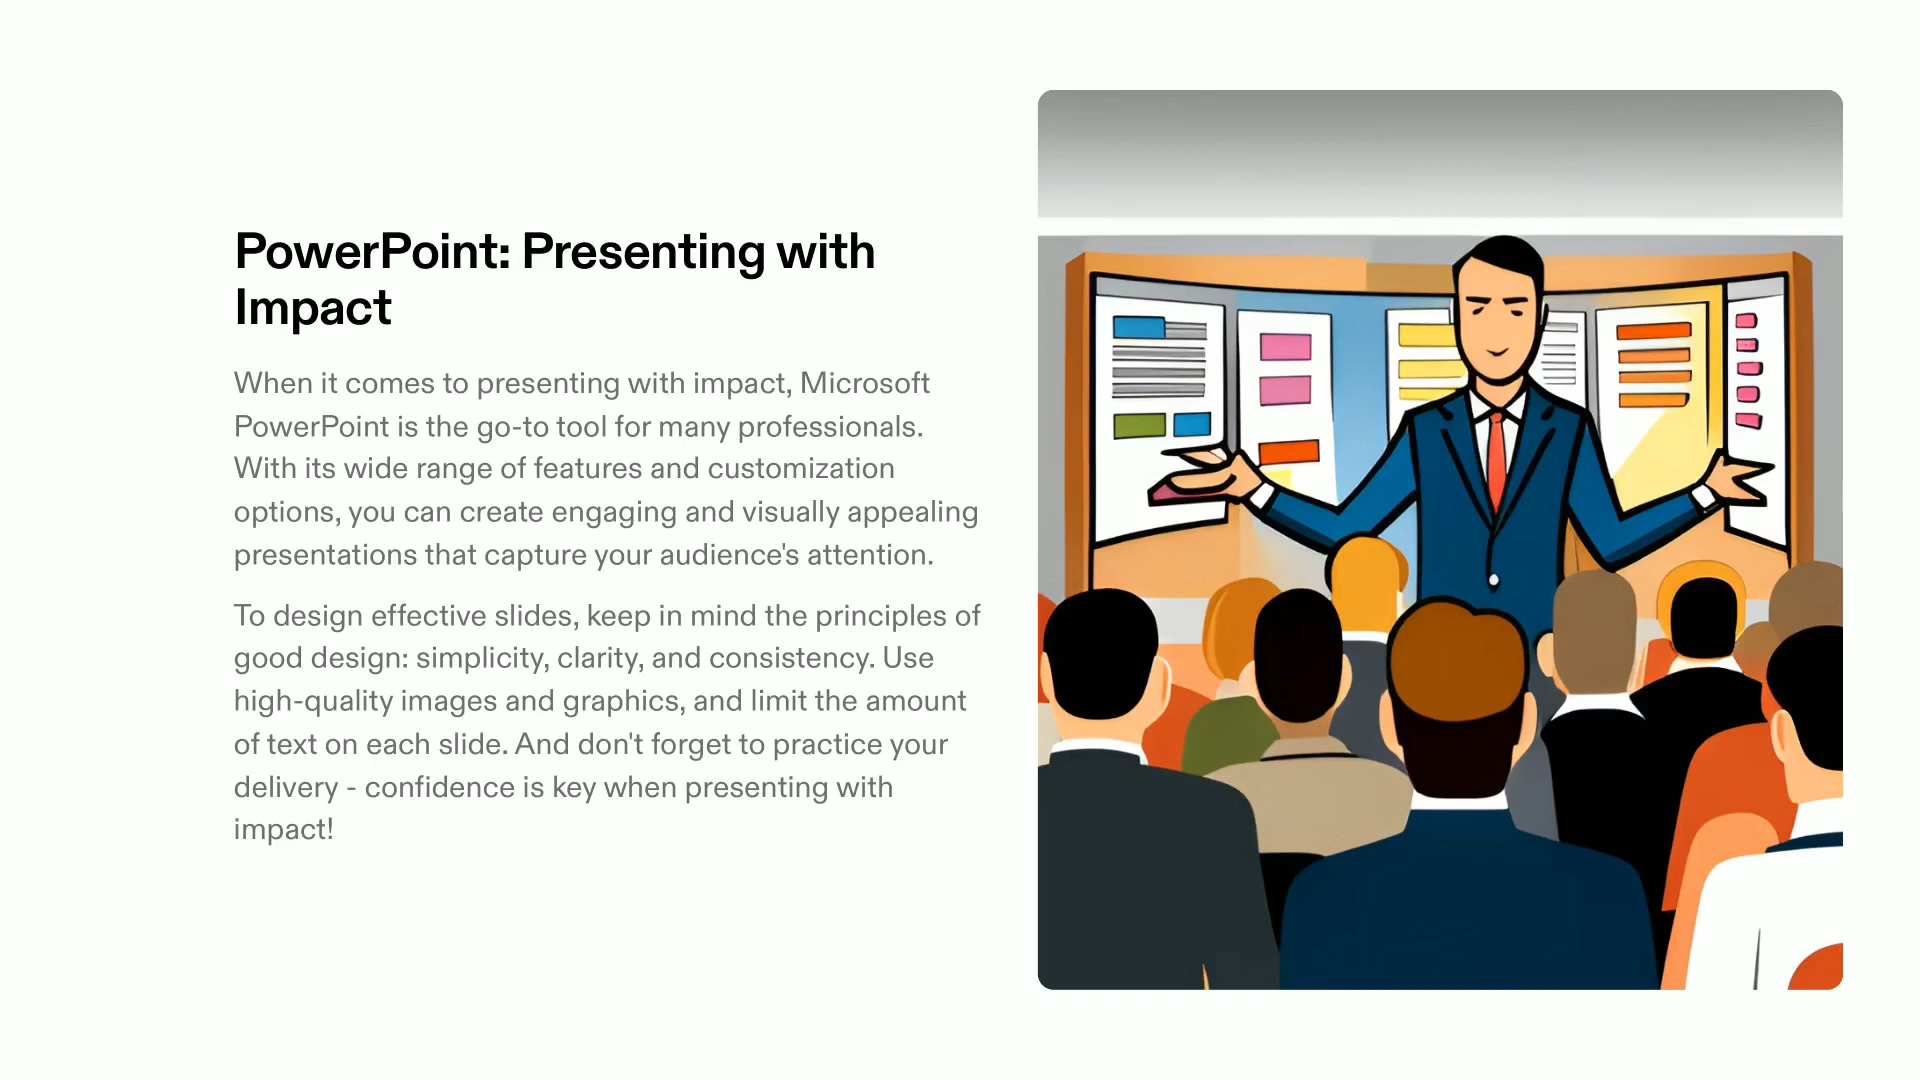 PowerPoint: Presenting with
Impact
When it comes to presenting with impact, Microsoft
PowerPoint is the go-to tool for many professionals.
With its wide range of features and customization
options, you can create engaging and visually appealing
presentations that capture your audience's attention.
To design effective slides, keep in mind the principles of
good design: simplicity, clarity, and consistency. Use
high-quality images and graphics, and limit the amount
of text on each slide. And don't forget to practice your
delivery - confidence is key when presenting with
impact!